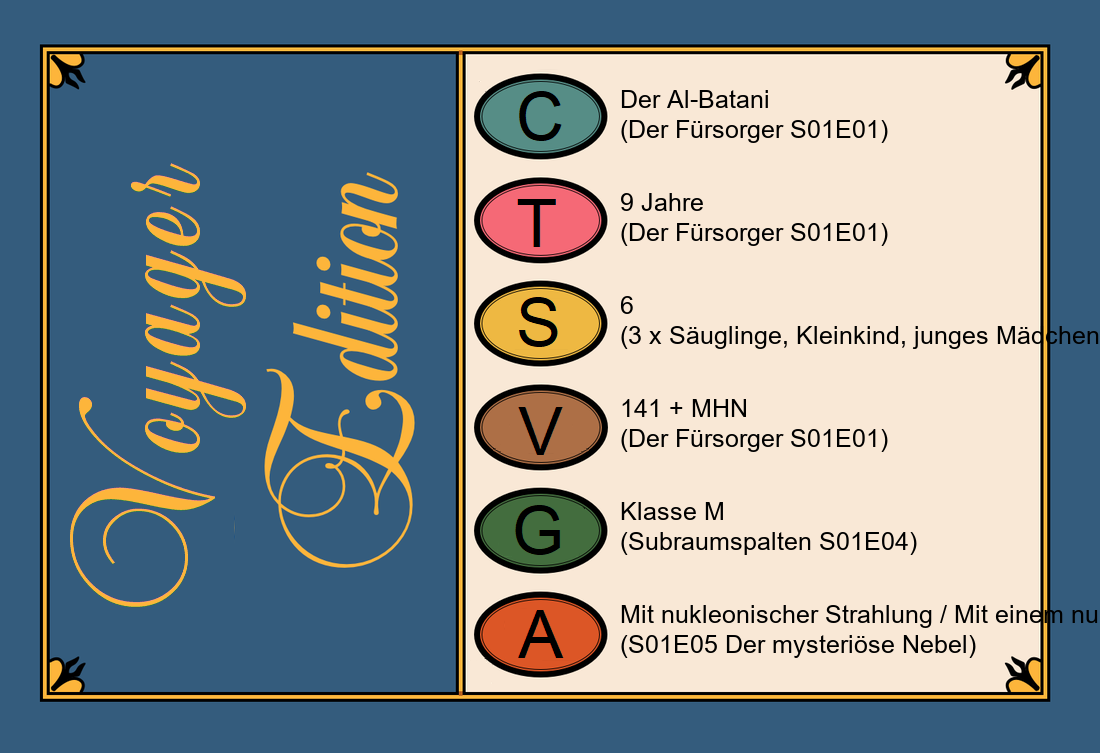 Voyager
Edition
C
Der Al-Batani
(Der Fürsorger S01E01)
T
9 Jahre
(Der Fürsorger S01E01)
S
6
(3 x Säuglinge, Kleinkind, junges Mädchen
V
141 + MHN
(Der Fürsorger S01E01)
G
Klasse M
(Subraumspalten S01E04)
A
Mit nukleonischer Strahlung / Mit einem nu
(S01E05 Der mysteriöse Nebel)